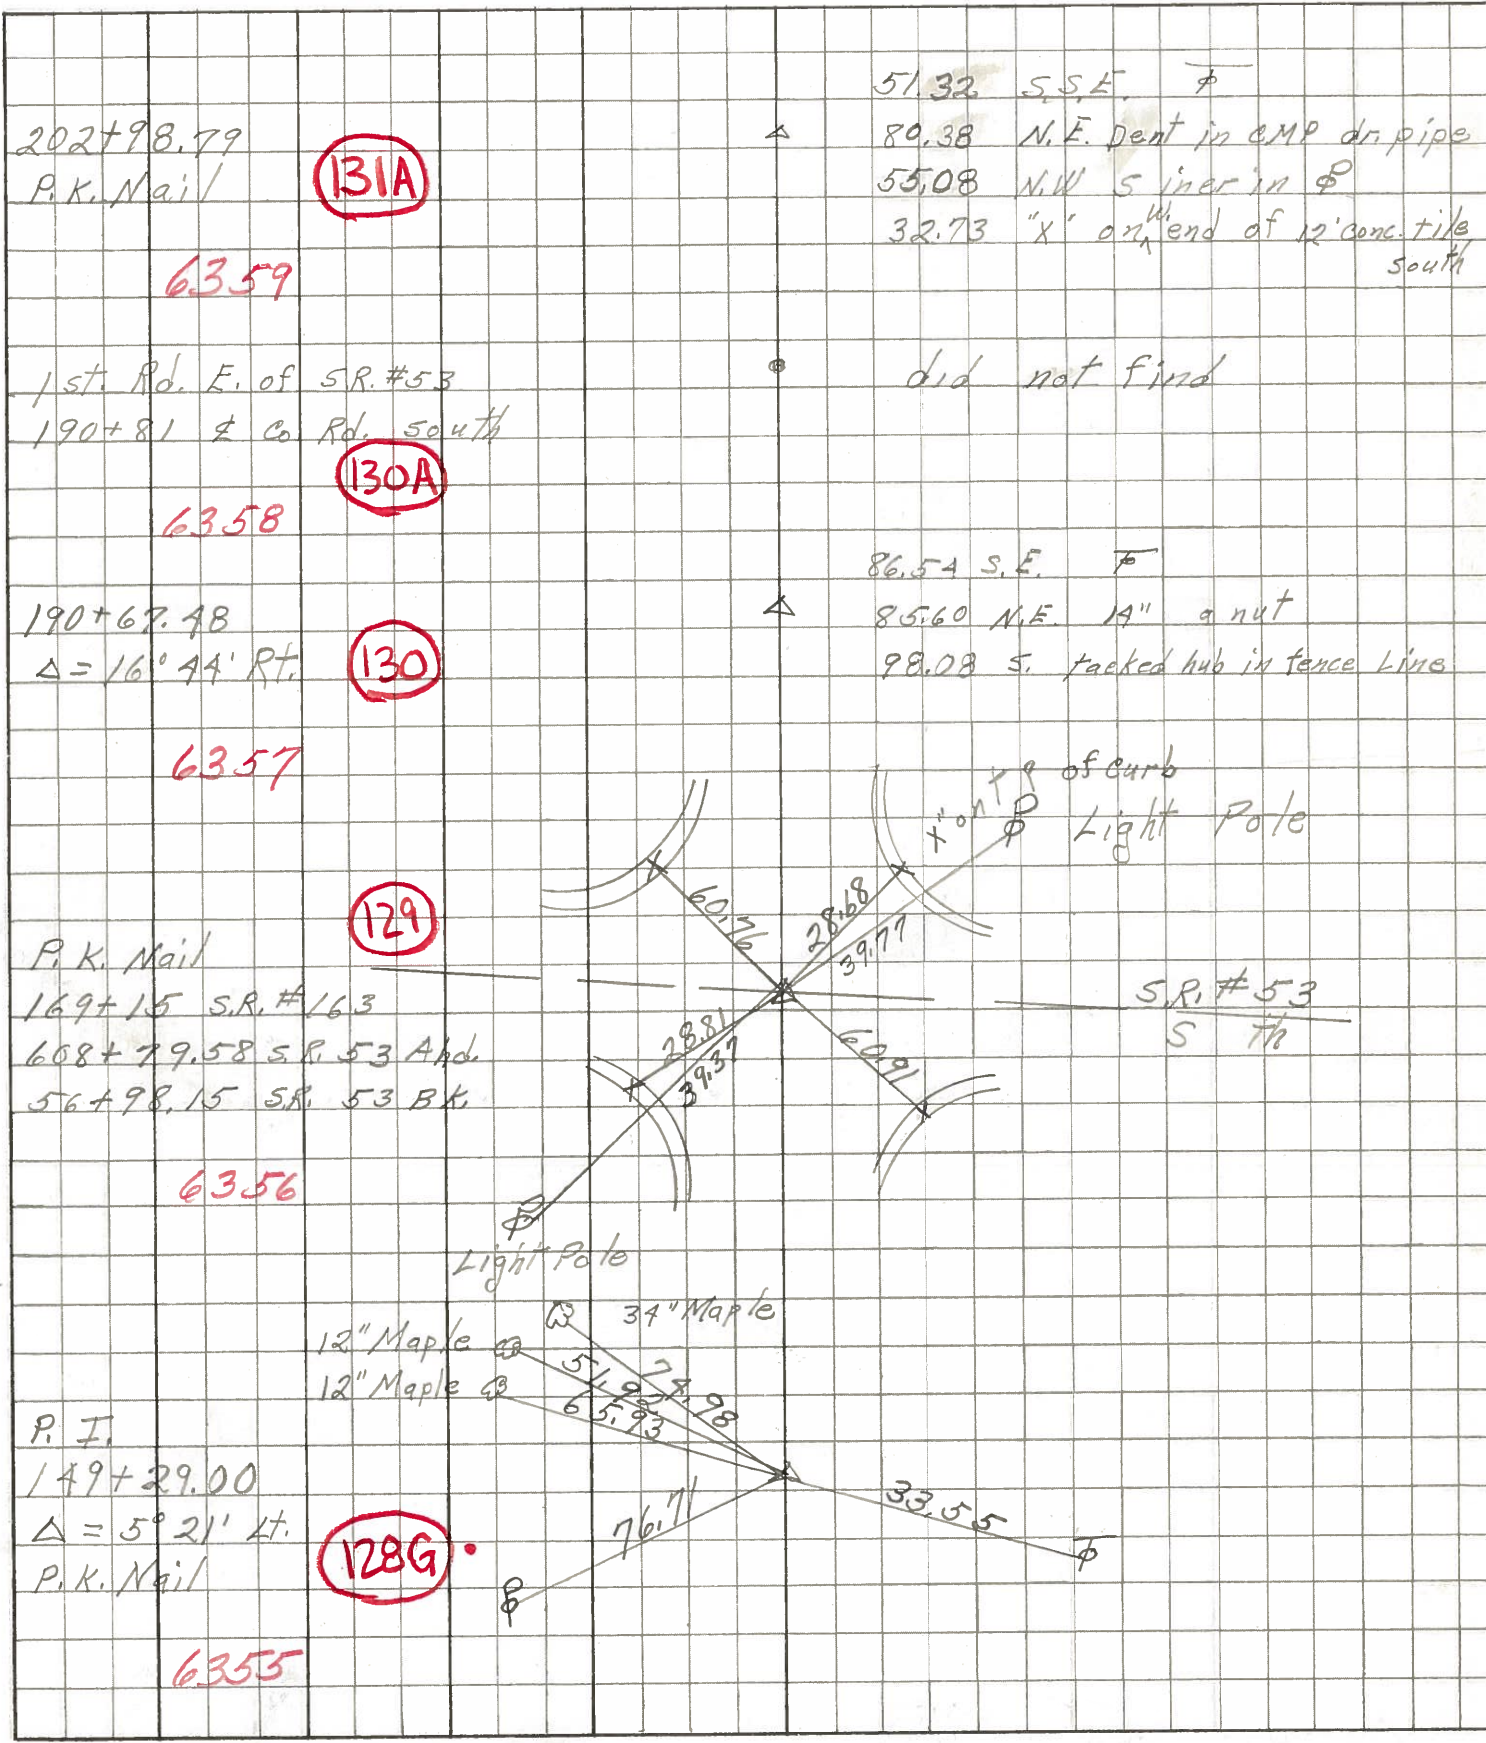 51.32 S.S.E.
202+98.79
80.38 N.E. Dent in CMP dr. pipe
131A
P.K. Nail
55.08 N.W. in
32.73 "X" on W. end of 12" conc. tile
south
6359
1st. Rd. E. of S.R. #53
did not find
190+81 ℄ Co Rd. south
130A
6358
86.54 S.E.
190+67.48
85.60 N.E. 14" nut
Δ = 16° 44' Rt.
130
98.08 S. tacked hub in fence Line
6357
"X" on of curb
Light Pole
129
60.76
28.68
39.77
P.K. Nail
169+15 S.R. #163
S.R. #53
S th
608+79.58 S.R. 53 Ahd.
28.81
39.37
60.91
56+98.15 S.R. 53 BK.
6356
Light Pole
34" Maple
12" Maple
12" Maple
74.98
51.92
65.93
P.I.
149+29.00
33.55
Δ = 5° 21' Lt.
76.71
128G
P.K. Nail
6355